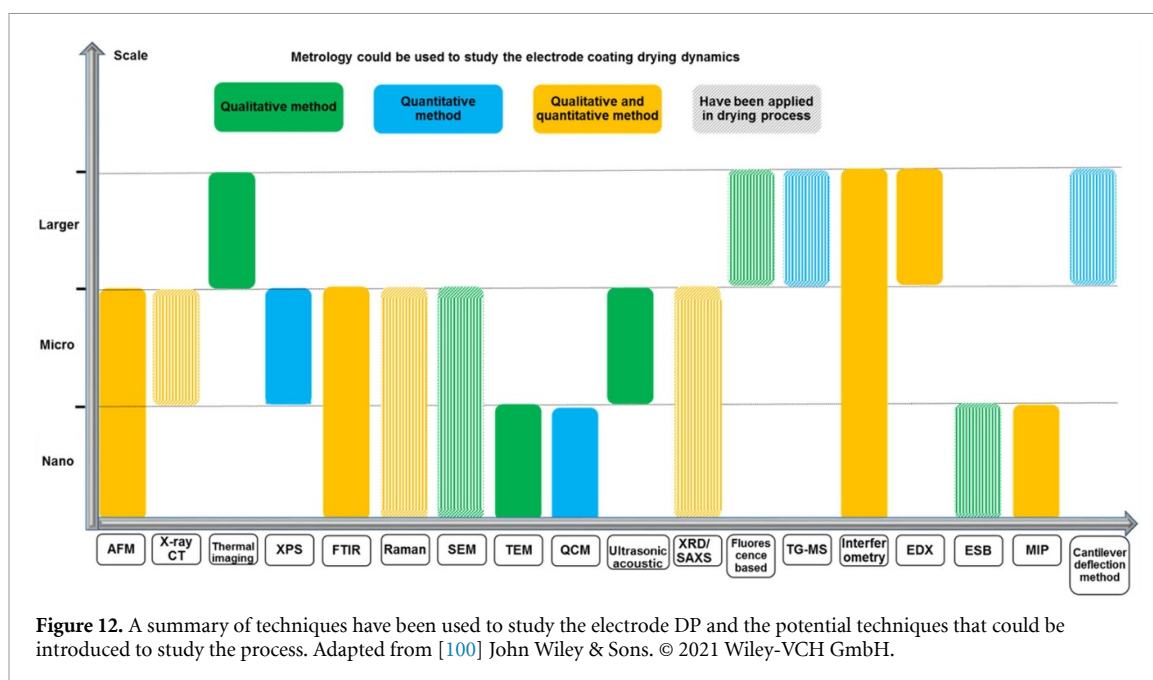 Scale
Metrology could be used to study the electrode coating drying dynamics
Qualitative method
Quantitative
method
Qualitative and
quantitative method
Have been applied
in drying process
Larger
Micro
Nano
AFM
X-ray
CT
Thermal
imaging
XPS
FTIR
Raman
SEM
TEM
QCM
Ultrasonic
acoustic
XRD/
SAXS
Fluores
cence
based
TG-MS
Interfer
ometry
EDX
ESB
MIP
Cantilever
deflection
method
Figure 12. A summary of techniques have been used to study the electrode DP and the potential techniques that could be
introduced to study the process. Adapted from [100] John Wiley & Sons. © 2021 Wiley-VCH GmbH.